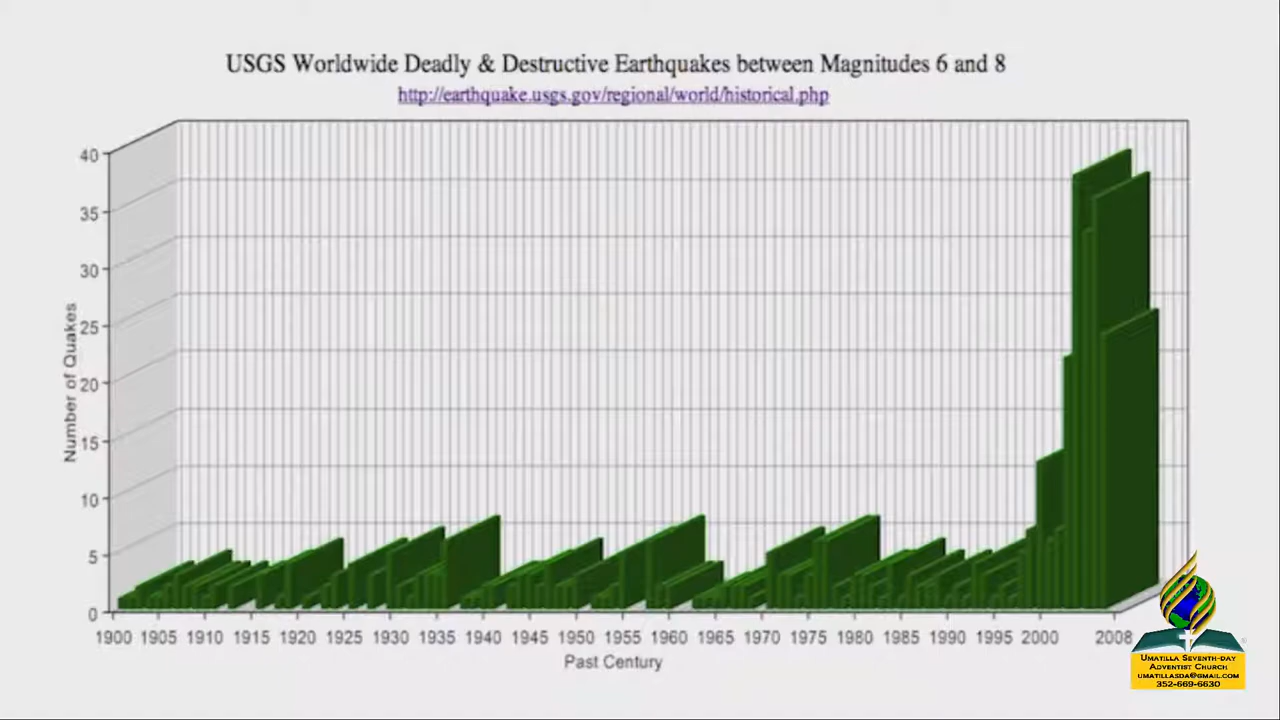 USGS Worldwide Deadly & Destructive Earthquakes between Magnitudes 6 and 8
http://earthquake.usgs.gov/regional/world/historical.php
40
35
30
25
20
15
10
5
0
Number of Quakes
1900 1905 1910 1915 1920 1925 1930 1935 1940 1945 1950 1955 1960 1965 1970 1975 1980 1985 1990 1995 2000 2008
Past Century
Umatilla Seventh-day
Adventist Church
umatillasda@gmail.com
352-669-6630